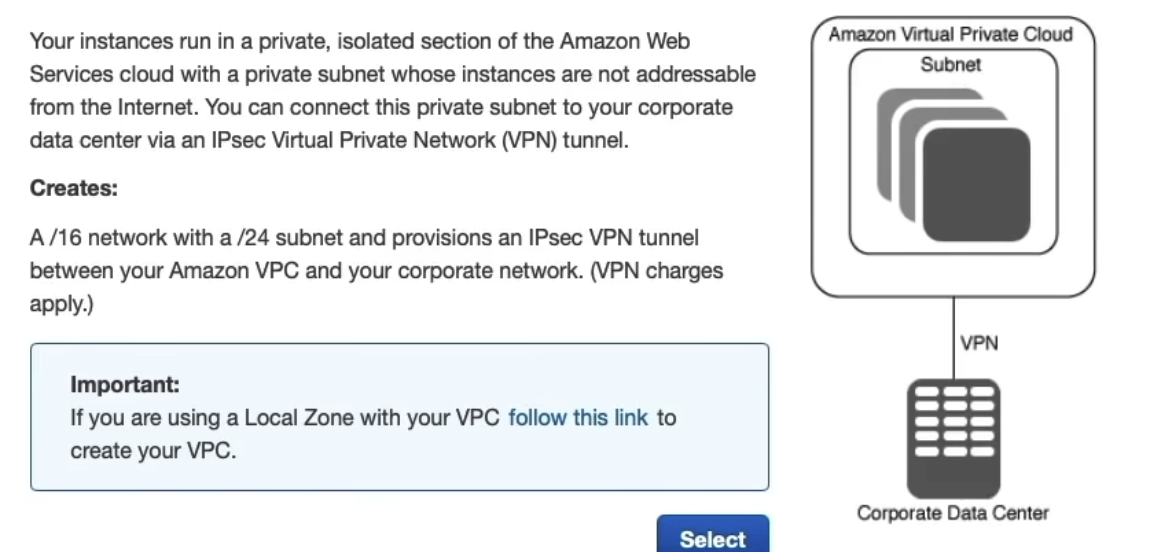 Your instances run in a private, isolated section of the Amazon Web
Services cloud with a private subnet whose instances are not addressable
from the Internet. You can connect this private subnet to your corporate
data center via an IPsec Virtual Private Network (VPN) tunnel.
Creates:
A /16 network with a /24 subnet and provisions an IPsec VPN tunnel
between your Amazon VPC and your corporate network. (VPN charges
apply.)
Important:
If you are using a Local Zone with your VPC follow this link to
create your VPC.
Select
Amazon Virtual Private Cloud
Subnet
VPN
Corporate Data Center